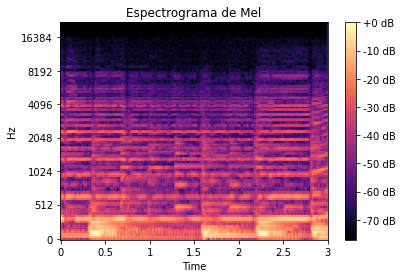 Espectrograma de Mel
+0 dB
16384
-10 dB
8192
-20 dB
4096
-30 dB
Hz
2048
-40 dB
1024
-50 dB
-60 dB
512
-70 dB
0
0 0.5 1 1.5 2 2.5 3
Time